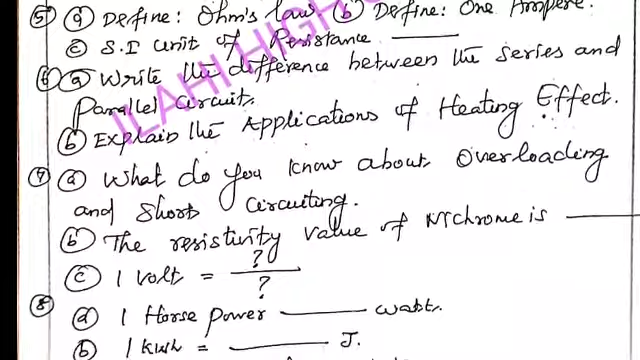 ⑤ ⓐ Define: Ohm's law ⓑ Define: One Ampere.
ⓒ S.I unit of Resistance ______
⑥ ⓐ Write the difference between the series and
parallel circuit.
ⓑ Explain the Applications of Heating Effect.
⑦ ⓐ What do you know about Overloading
and short circuiting.
ⓑ The resistivity value of Nichrome is ______
ⓒ 1 Volt = ?/?
⑧ ⓐ 1 Horse power ______ watt.
ⓑ 1 kwh = ______ J.
ILAHI HIGH